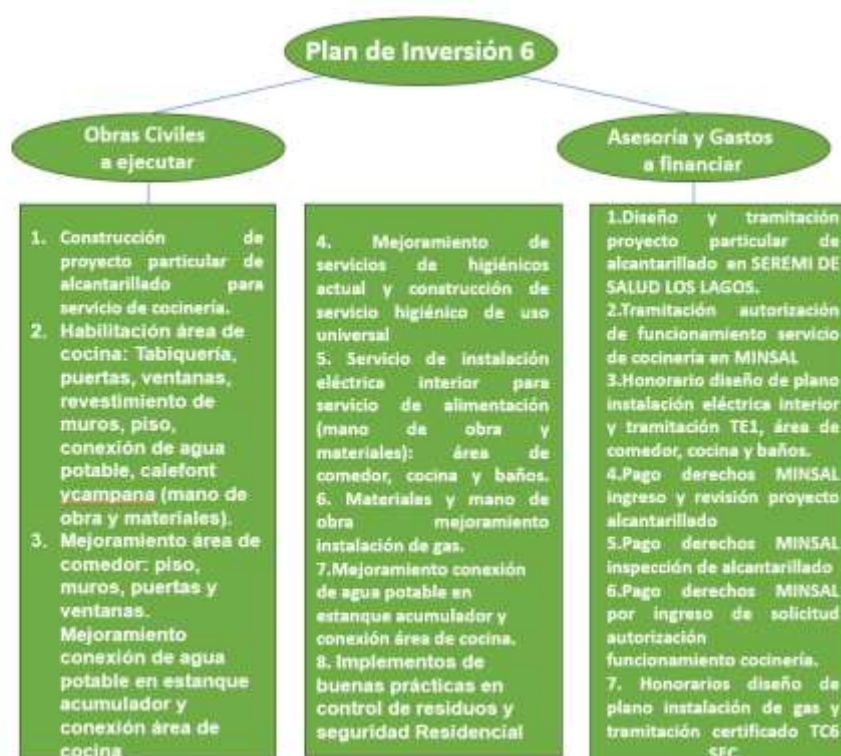 Plan de Inversión 6
Obras Civiles
a ejecutar
Asesoría y Gastos
a financiar
1. Construcción de
proyecto particular de
alcantarillado para
servicio de cocinería.
2. Habilitación área de
cocina: Tabiquería,
puertas, ventanas,
revestimiento de
muros, piso,
conexión de agua
potable, calefont
ycampana (mano de
obra y materiales).
3. Mejoramiento área de
comedor: piso,
muros, puertas y
ventanas.
Mejoramiento
conexión de agua
potable en estanque
acumulador y
conexión área de
cocina
4. Mejoramiento de
servicios de higiénicos
actual y construcción de
servicio higiénico de uso
universal
5. Servicio de instalación
eléctrica interior para
servicio de alimentación
(mano de obra y
materiales): área de
comedor, cocina y baños.
6. Materiales y mano de
obra mejoramiento
instalación de gas.
7.Mejoramiento conexión
de agua potable en
estanque acumulador y
conexión área de cocina.
8. Implementos de
buenas prácticas en
control de residuos y
seguridad Residencial
1.Diseño y tramitación
proyecto particular de
alcantarillado en SEREMI DE
SALUD LOS LAGOS.
2.Tramitación autorización
de funcionamiento servicio
de cocinería en MINSAL
3.Honorario diseño de plano
instalación eléctrica interior
y tramitación TE1, área de
comedor, cocina y baños.
4.Pago derechos MINSAL
ingreso y revisión proyecto
alcantarillado
5.Pago derechos MINSAL
inspección de alcantarillado
6.Pago derechos MINSAL
por ingreso de solicitud
autorización
funcionamiento cocinería.
7. Honorarios diseño de
plano instalación de gas y
tramitación certificado TC6
SEC